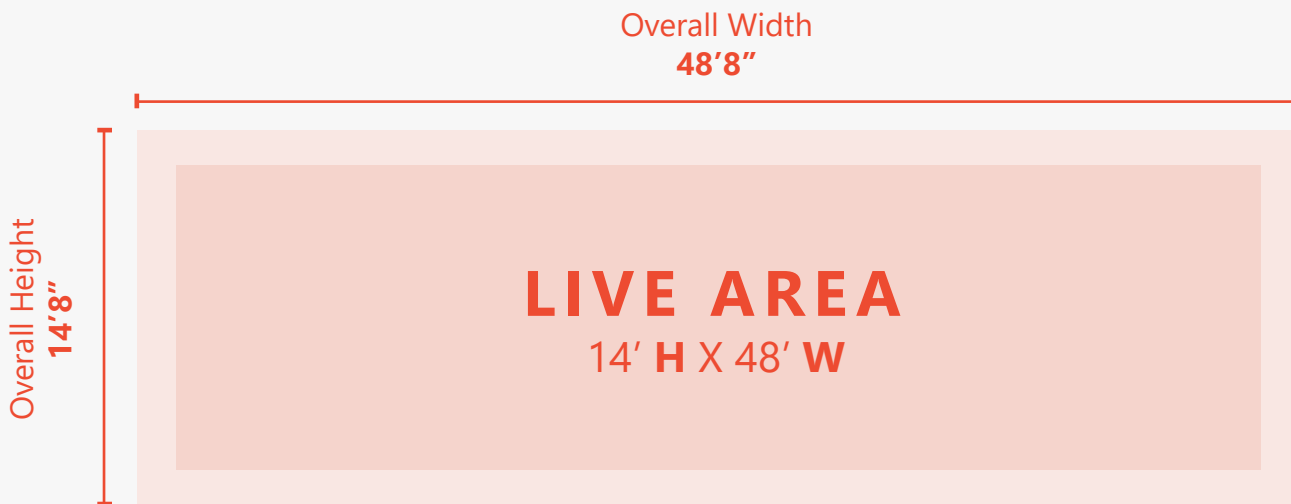 Overall Width
48’8”
Overall Height
14’8”
LIVE AREA
14’ H X 48’ W